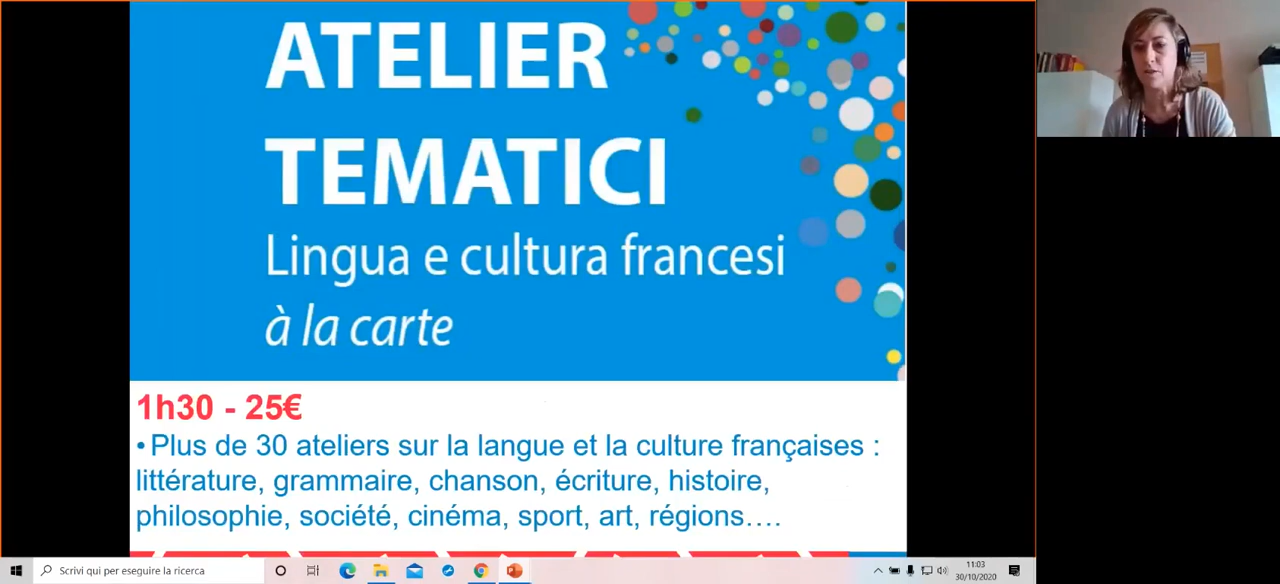 ATELIER
TEMATICI
Lingua e cultura francesi
à la carte
1h30 - 25€
•Plus de 30 ateliers sur la langue et la culture françaises :
littérature, grammaire, chanson, écriture, histoire,
philosophie, société, cinéma, sport, art, régions….
Scrivi qui per eseguire la ricerca
11:03
30/10/2020